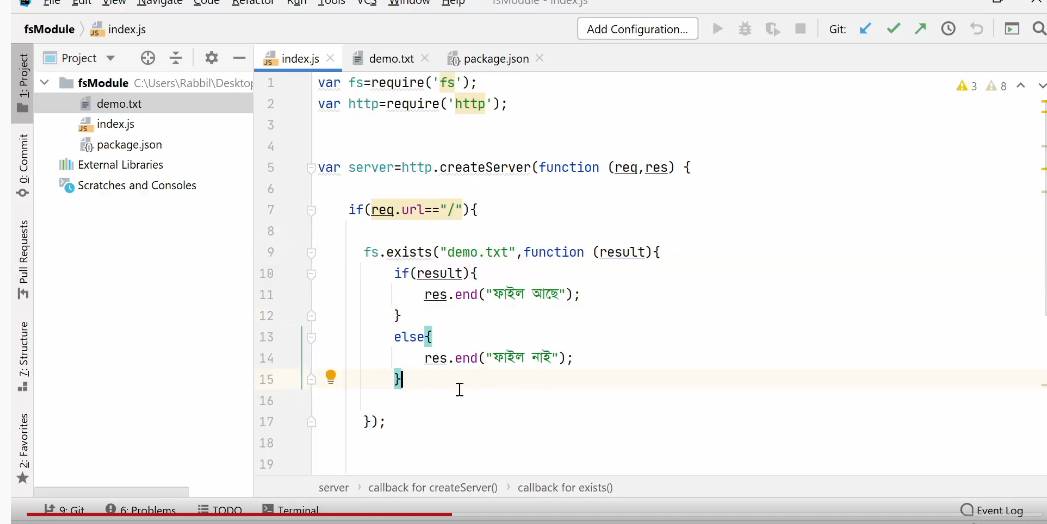 File Edit View Navigate Code Refactor Run Tools VCS Window Help fsModule - index.js
fsModule index.js Add Configuration... Git:
Project index.js demo.txt package.json
1: Project
fsModule C:\Users\Rabbil\Desktop
demo.txt
index.js
package.json
External Libraries
Scratches and Consoles
0: Commit
Pull Requests
Z: Structure
2: Favorites
3 8
1 var fs=require('fs');
2 var http=require('http');
3
4
5 var server=http.createServer(function (req,res) {
6
7 if(req.url=="/"){
8
9 fs.exists("demo.txt",function (result){
10 if(result){
11 res.end("ফাইল আছে");
12 }
13 else{
14 res.end("ফাইল নাই");
15 }
16
17 });
18
19
server callback for createServer() callback for exists()
9: Git 6: Problems TODO Terminal Event Log